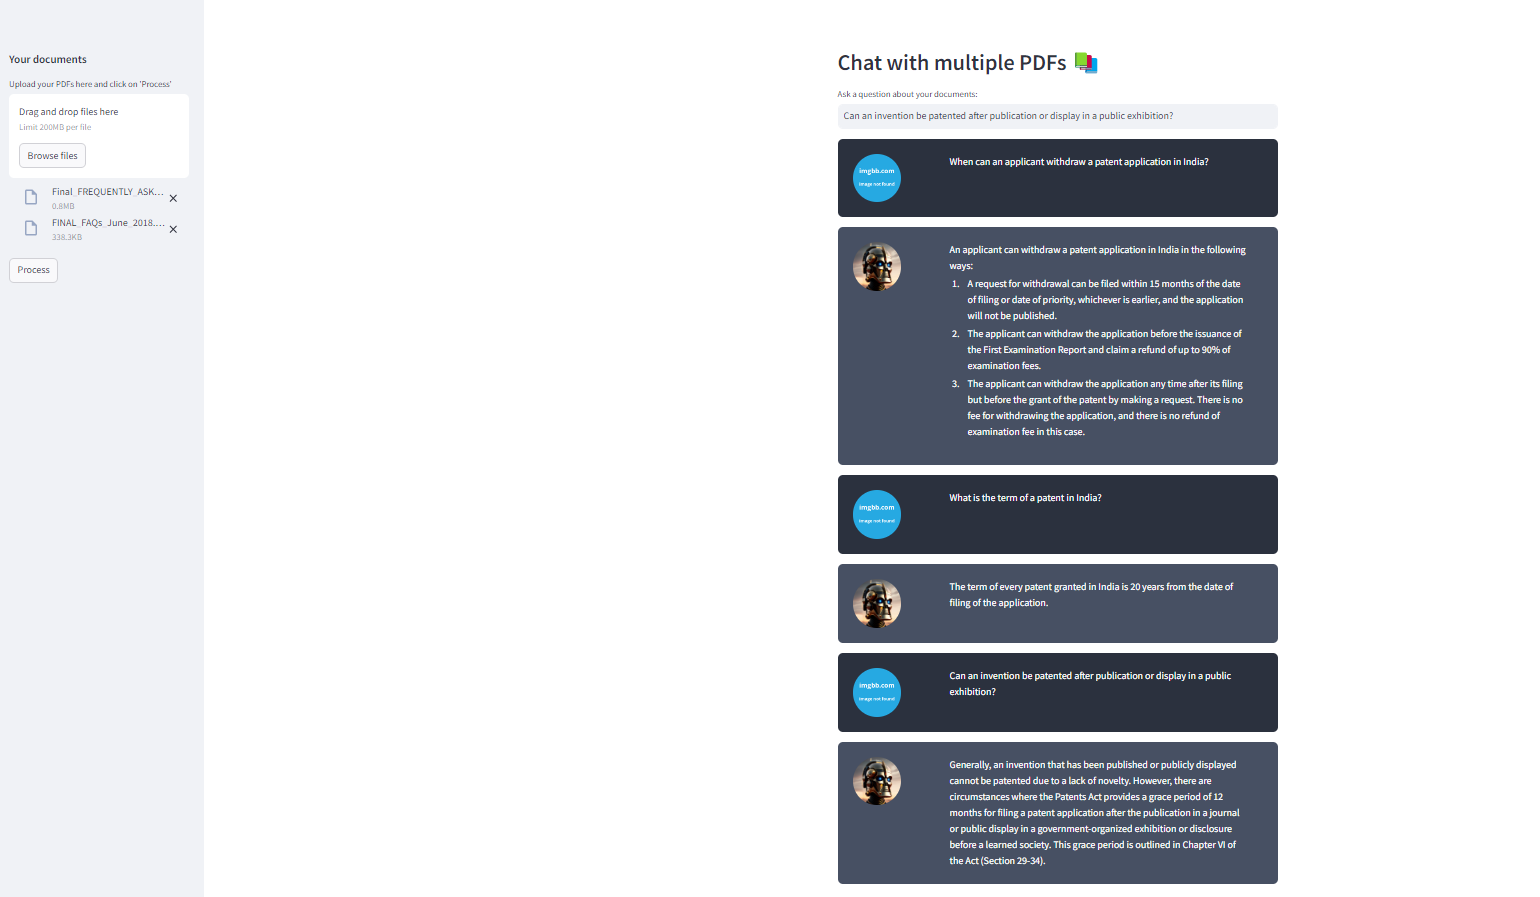 Your documents
Upload your PDFs here and click on 'Process'
Drag and drop files here
Limit 200MB per file
Browse files
Final_FREQUENTLY_ASK...
0.8MB
FINAL_FAQs_June_2018....
338.3KB
Process
Chat with multiple PDFs
Ask a question about your documents:
Can an invention be patented after publication or display in a public exhibition?
imgbb.com
image not found
When can an applicant withdraw a patent application in India?
An applicant can withdraw a patent application in India in the following
ways:
1. A request for withdrawal can be filed within 15 months of the date
of filing or date of priority, whichever is earlier, and the application
will not be published.
2. The applicant can withdraw the application before the issuance of
the First Examination Report and claim a refund of up to 90% of
examination fees.
3. The applicant can withdraw the application any time after its filing
but before the grant of the patent by making a request. There is no
fee for withdrawing the application, and there is no refund of
examination fee in this case.
imgbb.com
image not found
What is the term of a patent in India?
The term of every patent granted in India is 20 years from the date of
filing of the application.
imgbb.com
image not found
Can an invention be patented after publication or display in a public
exhibition?
Generally, an invention that has been published or publicly displayed
cannot be patented due to a lack of novelty. However, there are
circumstances where the Patents Act provides a grace period of 12
months for filing a patent application after the publication in a journal
or public display in a government-organized exhibition or disclosure
before a learned society. This grace period is outlined in Chapter VI of
the Act (Section 29-34).